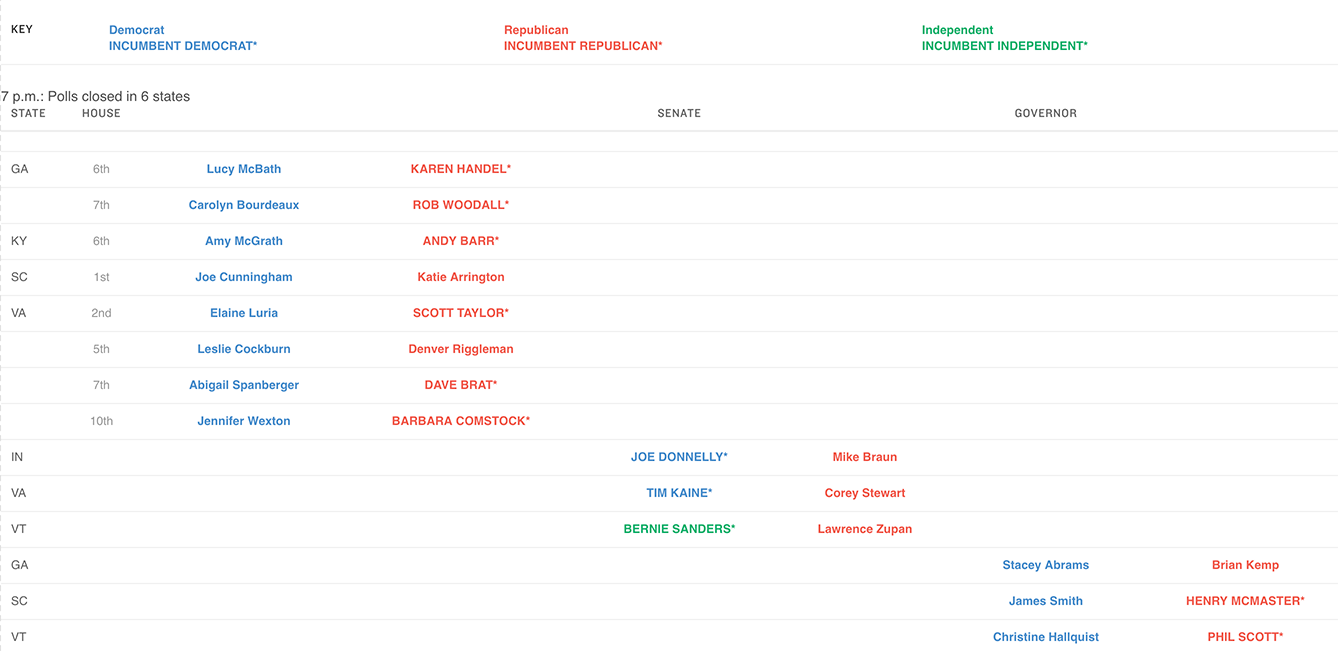 KEY Democrat Republican Independent
INCUMBENT DEMOCRAT* INCUMBENT REPUBLICAN* INCUMBENT INDEPENDENT*
7 p.m.: Polls closed in 6 states
STATE HOUSE SENATE GOVERNOR
GA 6th Lucy McBath KAREN HANDEL*
7th Carolyn Bourdeaux ROB WOODALL*
KY 6th Amy McGrath ANDY BARR*
SC 1st Joe Cunningham Katie Arrington
VA 2nd Elaine Luria SCOTT TAYLOR*
5th Leslie Cockburn Denver Riggleman
7th Abigail Spanberger DAVE BRAT*
10th Jennifer Wexton BARBARA COMSTOCK*
IN JOE DONNELLY* Mike Braun
VA TIM KAINE* Corey Stewart
VT BERNIE SANDERS* Lawrence Zupan
GA Stacey Abrams Brian Kemp
SC James Smith HENRY MCMASTER*
VT Christine Hallquist PHIL SCOTT*